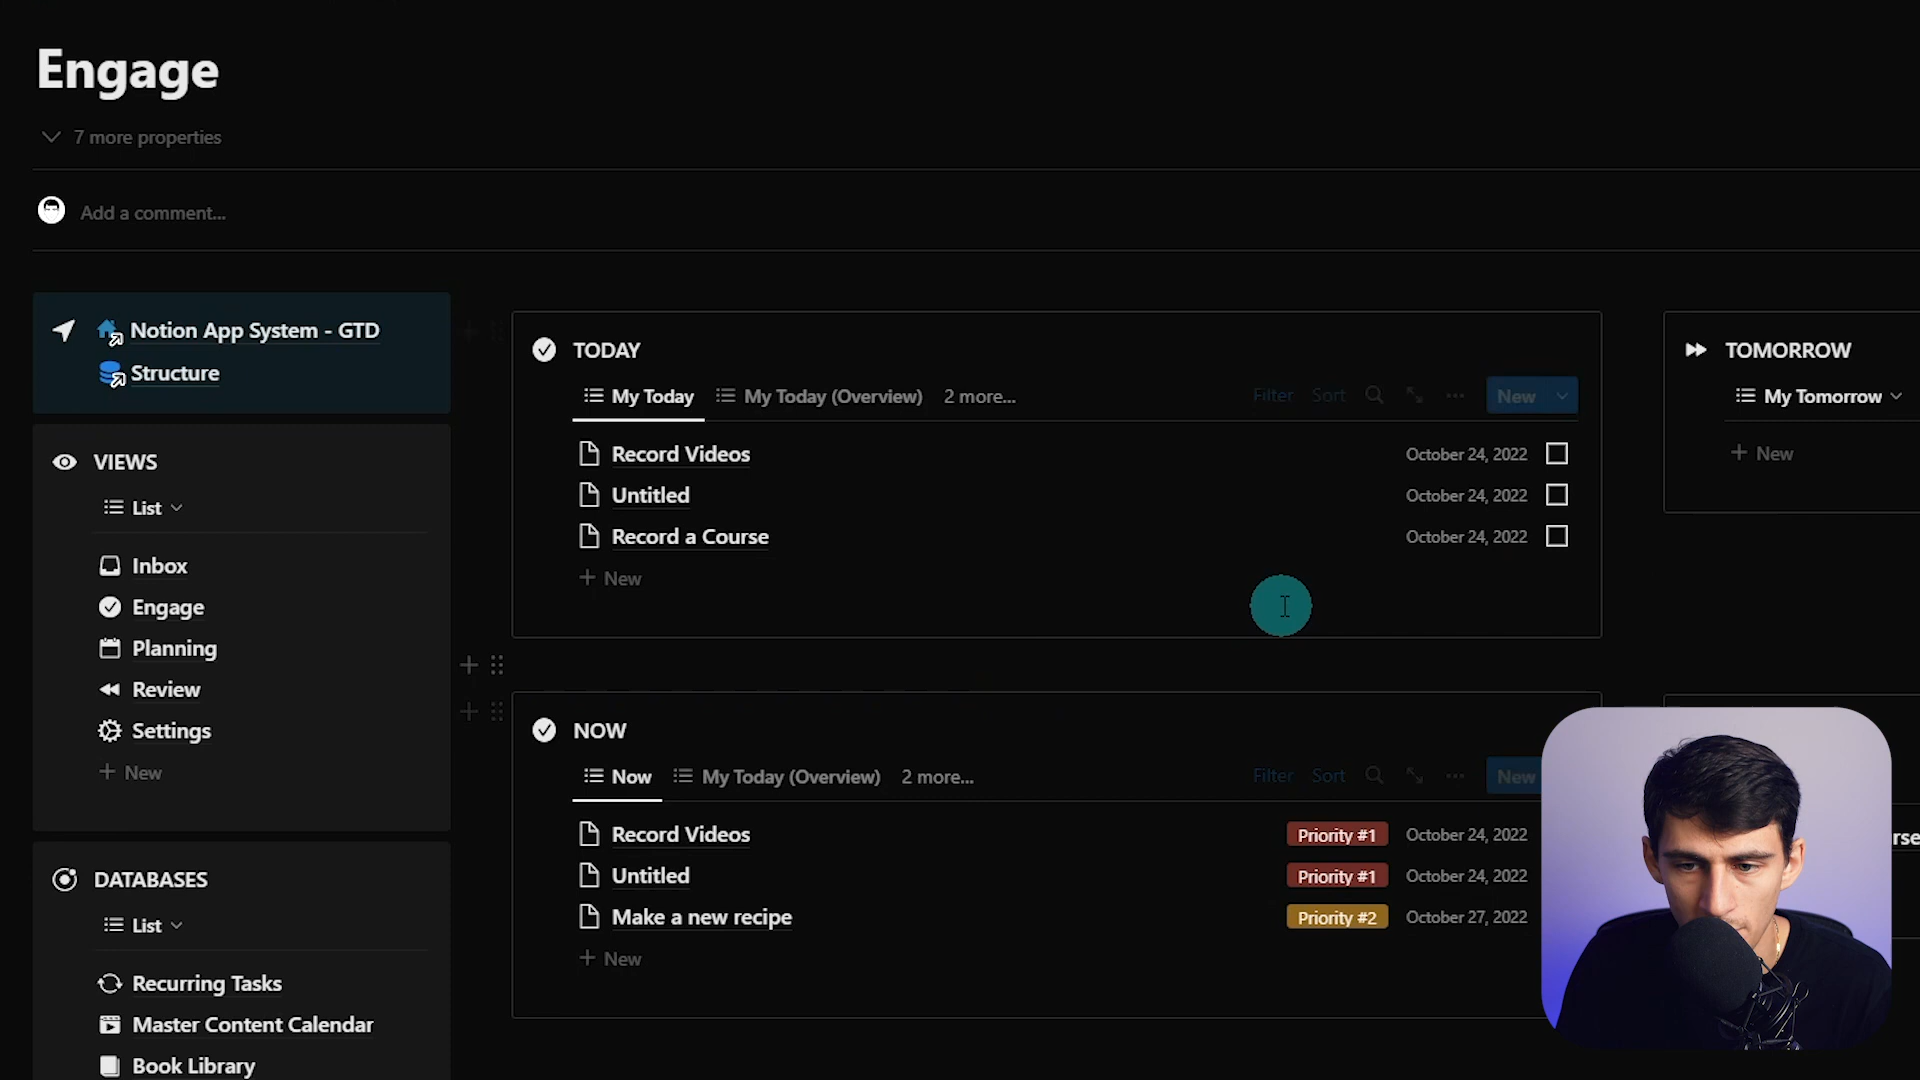 Engage
7 more properties
Add a comment...
Notion App System - GTD
Structure
VIEWS
List
Inbox
Engage
Planning
Review
Settings
New
DATABASES
List
Recurring Tasks
Master Content Calendar
Book Library
TODAY
My Today My Today (Overview) 2 more... Filter Sort New
Record Videos October 24, 2022
Untitled October 24, 2022
Record a Course October 24, 2022
New
NOW
Now My Today (Overview) 2 more... Filter Sort New
Record Videos Priority #1 October 24, 2022
Untitled Priority #1 October 24, 2022
Make a new recipe Priority #2 October 27, 2022
New
TOMORROW
My Tomorrow
New
rse